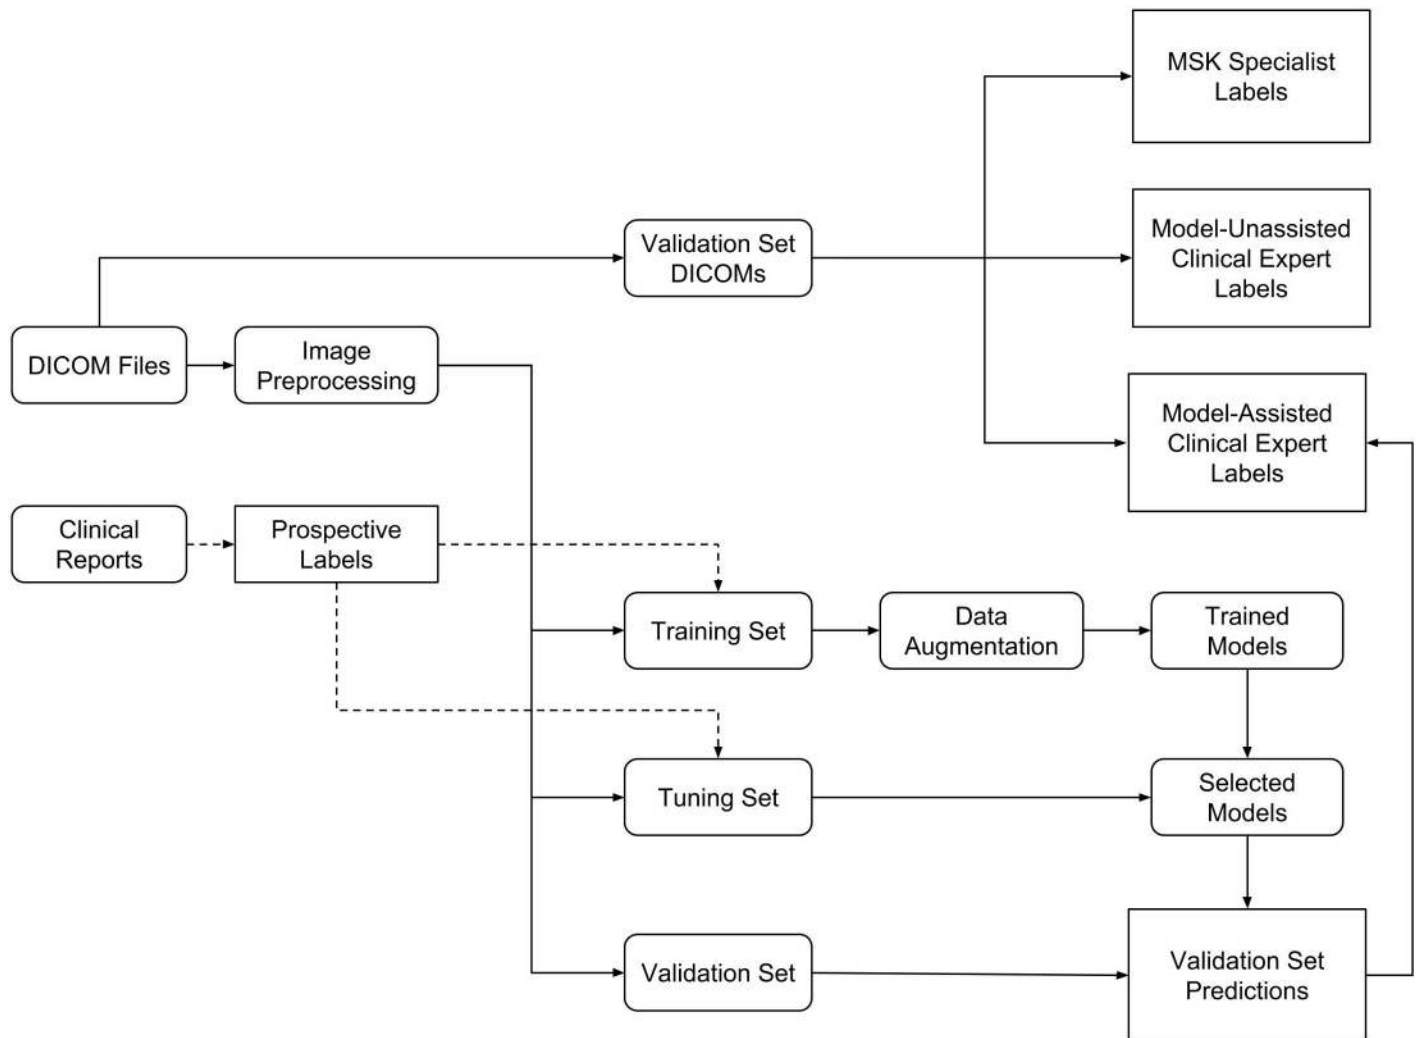 MSK Specialist
Labels
Model-Unassisted
Clinical Expert
Labels
Validation Set
DICOMs
DICOM Files
Image
Preprocessing
Model-Assisted
Clinical Expert
Labels
Clinical
Reports
Prospective
Labels
Training Set
Data
Augmentation
Trained
Models
Tuning Set
Selected
Models
Validation Set
Validation Set
Predictions